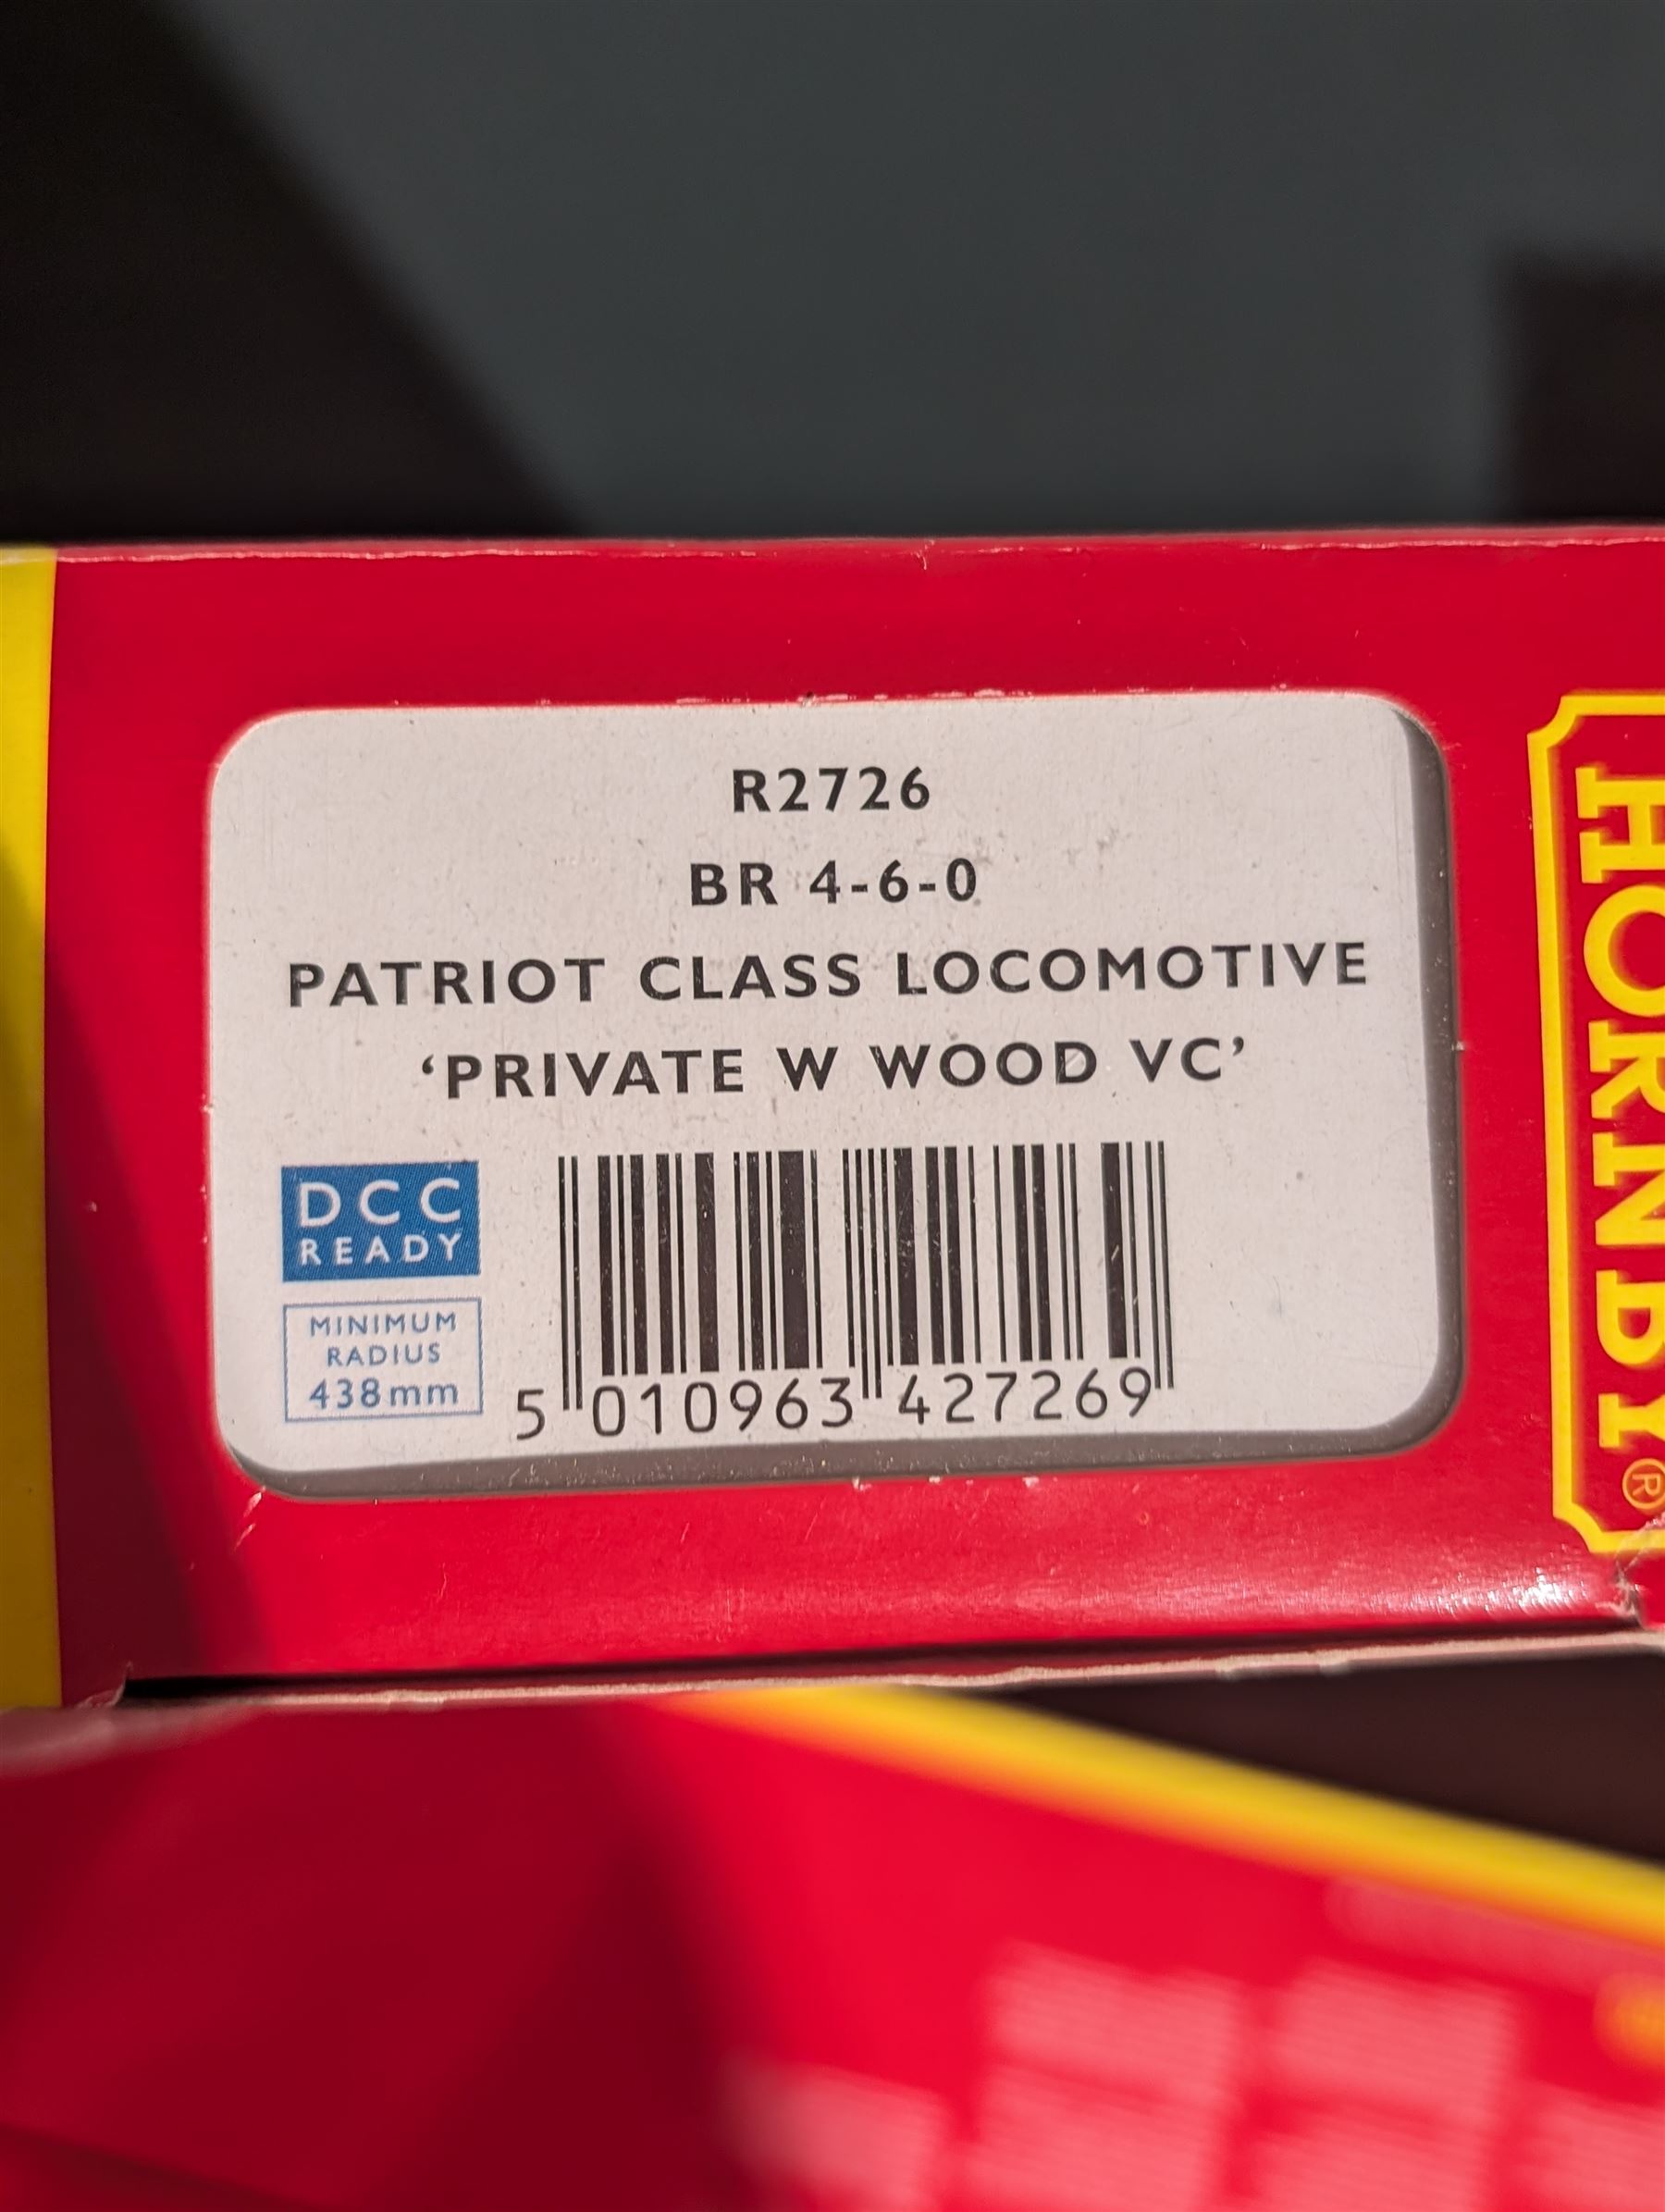 R2726
BR 4-6-0
PATRIOT CLASS LOCOMOTIVE
‘PRIVATE W WOOD VC’
DCC
READY
MINIMUM
RADIUS
438mm
5 010963 427269
HORNBY®